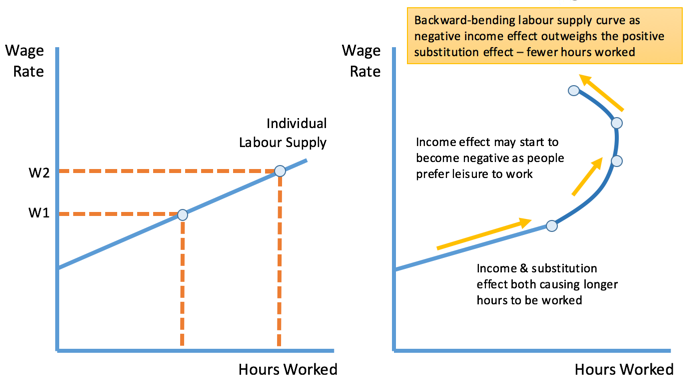 Backward-bending labour supply curve as
negative income effect outweighs the positive
substitution effect – fewer hours worked
Wage
Rate
Individual
Labour Supply
W2
W1
Hours Worked
Wage
Rate
Income effect may start to
become negative as people
prefer leisure to work
Income & substitution
effect both causing longer
hours to be worked
Hours Worked